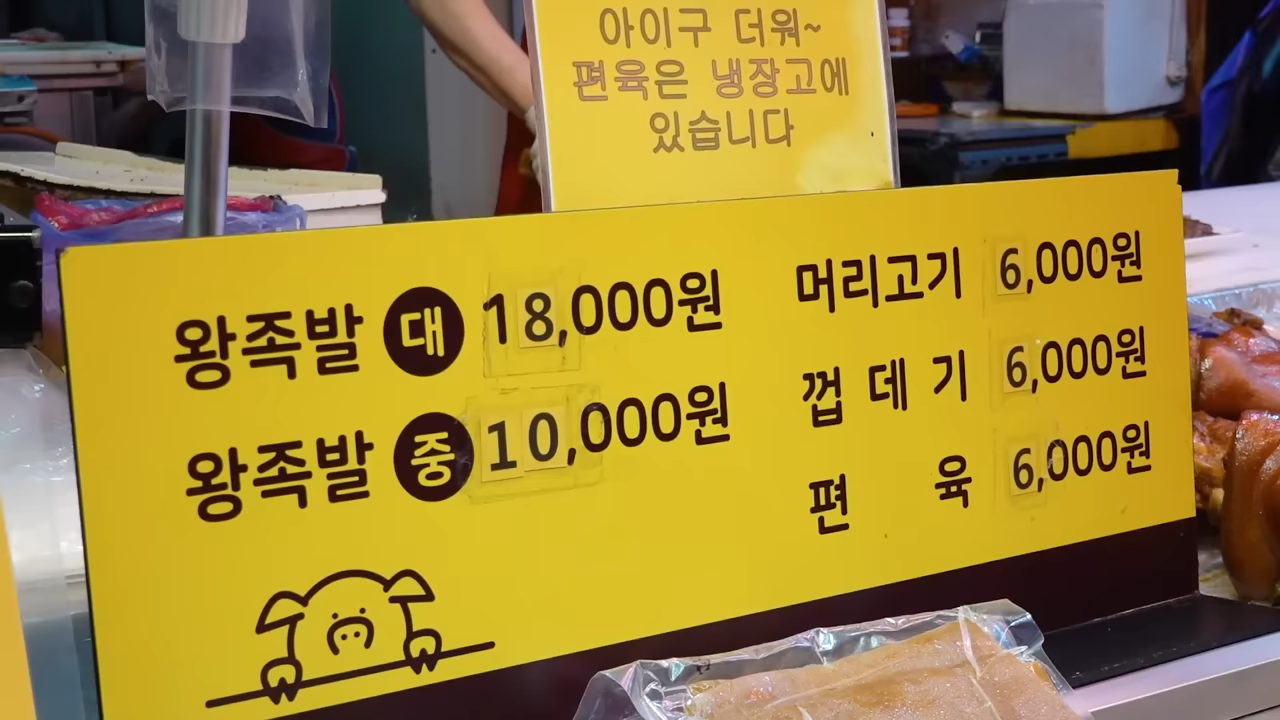 아이구 더워~
편육은 냉장고에
있습니다
왕족발 대 18,000원
왕족발 중 10,000원
머리고기 6,000원
껍데기 6,000원
편육 6,000원